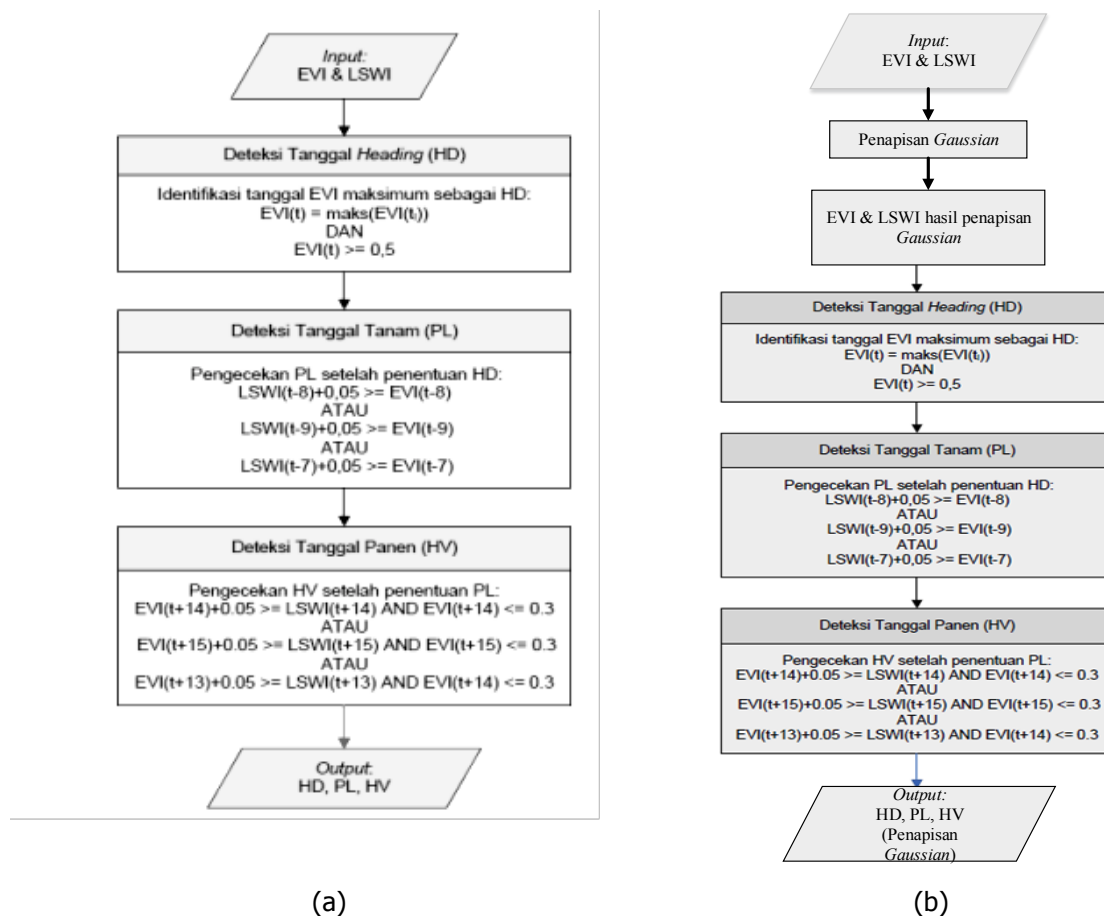 Input:
EVI & LSWI
Deteksi Tanggal Heading (HD)
Identifikasi tanggal EVI maksimum sebagai HD:
EVI(t) = maks(EVI(tᵢ))
DAN
EVI(t) >= 0,5
Deteksi Tanggal Tanam (PL)
Pengecekan PL setelah penentuan HD:
LSWI(t-8)+0,05 >= EVI(t-8)
ATAU
LSWI(t-9)+0,05 >= EVI(t-9)
ATAU
LSWI(t-7)+0,05 >= EVI(t-7)
Deteksi Tanggal Panen (HV)
Pengecekan HV setelah penentuan PL:
EVI(t+14)+0.05 >= LSWI(t+14) AND EVI(t+14) <= 0.3
ATAU
EVI(t+15)+0.05 >= LSWI(t+15) AND EVI(t+15) <= 0.3
ATAU
EVI(t+13)+0.05 >= LSWI(t+13) AND EVI(t+14) <= 0.3
Output:
HD, PL, HV
(a)
Input:
EVI & LSWI
Penapisan Gaussian
EVI & LSWI hasil penapisan
Gaussian
Deteksi Tanggal Heading (HD)
Identifikasi tanggal EVI maksimum sebagai HD:
EVI(t) = maks(EVI(tᵢ))
DAN
EVI(t) >= 0,5
Deteksi Tanggal Tanam (PL)
Pengecekan PL setelah penentuan HD:
LSWI(t-8)+0,05 >= EVI(t-8)
ATAU
LSWI(t-9)+0,05 >= EVI(t-9)
ATAU
LSWI(t-7)+0,05 >= EVI(t-7)
Deteksi Tanggal Panen (HV)
Pengecekan HV setelah penentuan PL:
EVI(t+14)+0.05 >= LSWI(t+14) AND EVI(t+14) <= 0.3
ATAU
EVI(t+15)+0.05 >= LSWI(t+15) AND EVI(t+15) <= 0.3
ATAU
EVI(t+13)+0.05 >= LSWI(t+13) AND EVI(t+14) <= 0.3
Output:
HD, PL, HV
(Penapisan
Gaussian)
(b)